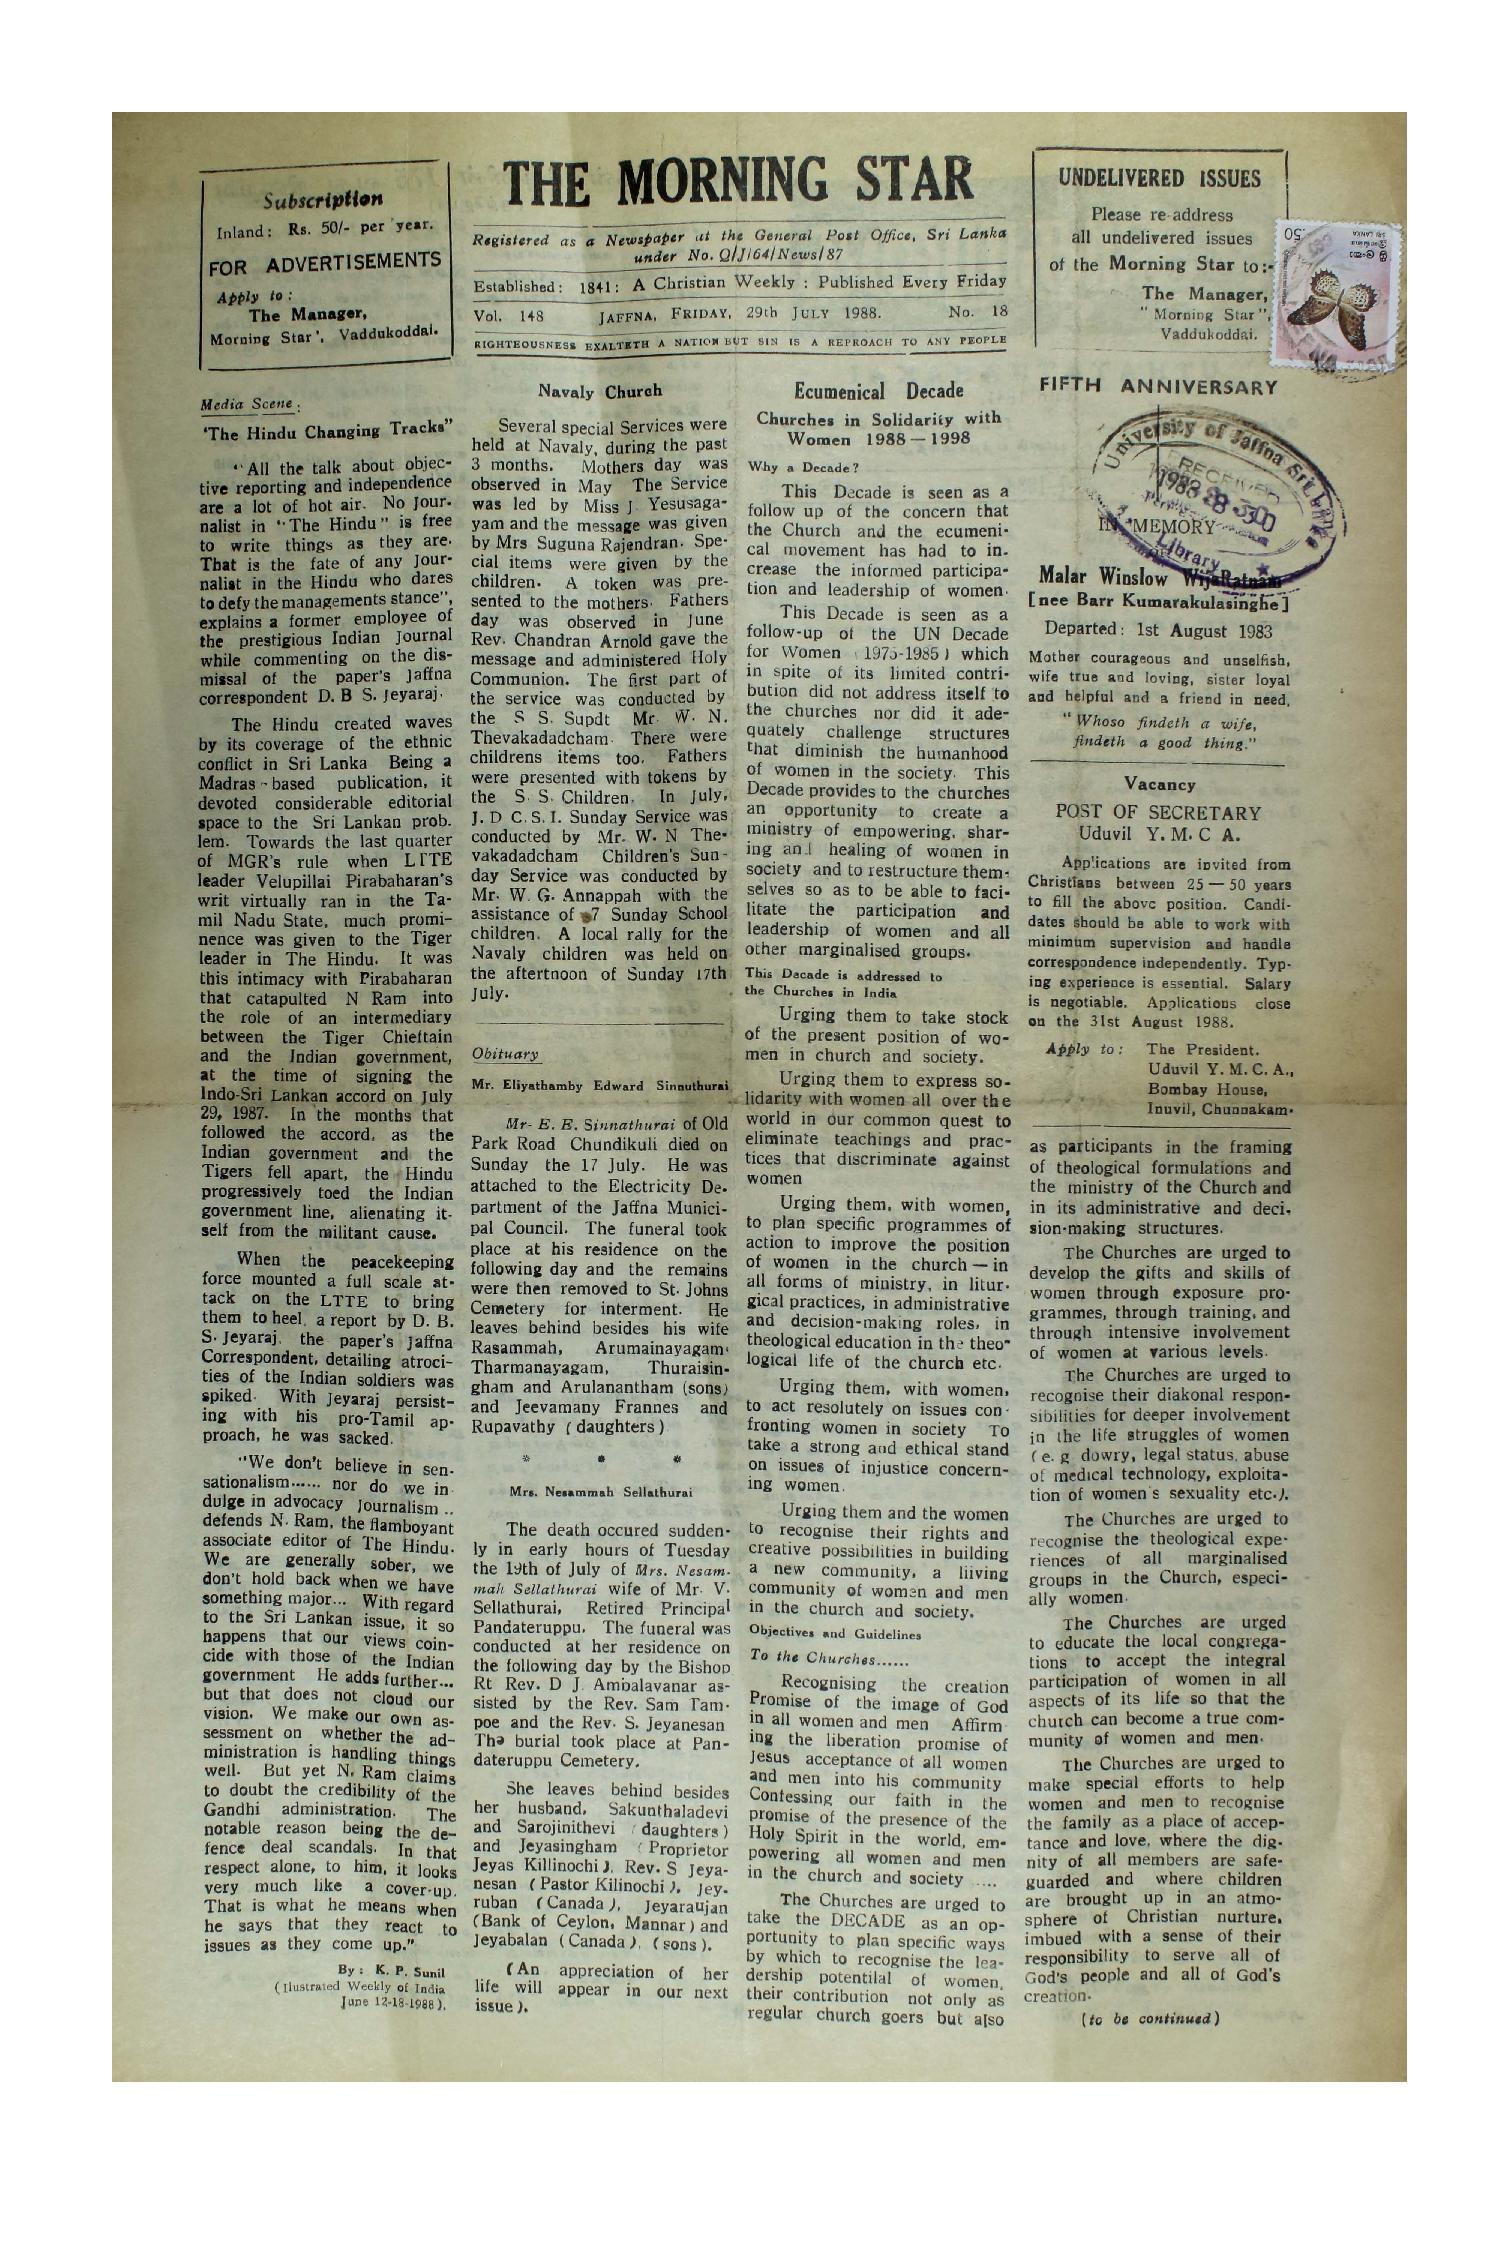 Subscription
Inland: Rs. 50/- per year.
FOR ADVERTISEMENTS
Apply to:
The Manager,
Morning Star', Vaddukoddai.
THE MORNING STAR
Registered as a Newspaper at the General Post Office, Sri Lanka
under No. Q/J/64/News/87
Established: 1841: A Christian Weekly : Published Every Friday
Vol. 148 JAFFNA, FRIDAY, 29th JULY 1988. No. 18
RIGHTEOUSNESS EXALTETH A NATION BUT SIN IS A REPROACH TO ANY PEOPLE
UNDELIVERED ISSUES
Please re-address
all undelivered issues
of the Morning Star to:-
The Manager,
"Morning Star",
Vaddukoddai.
Media Scene:
'The Hindu Changing Tracks"
"All the talk about objec-
tive reporting and independence
are a lot of hot air. No Jour-
nalist in "The Hindu" is free
to write things as they are.
That is the fate of any Jour-
nalist in the Hindu who dares
to defy the managements stance",
explains a former employee of
the prestigious Indian Journal
while commenting on the dis-
missal of the paper's Jaffna
correspondent D. B S. Jeyaraj.
The Hindu created waves
by its coverage of the ethnic
conflict in Sri Lanka Being a
Madras-based publication, it
devoted considerable editorial
space to the Sri Lankan prob.
lem. Towards the last quarter
of MGR's rule when LTTE
leader Velupillai Pirabaharan's
writ virtually ran in the Ta-
mil Nadu State, much promi-
nence was given to the Tiger
leader in The Hindu. It was
this intimacy with Pirabaharan
that catapulted N Ram into
the role of an intermediary
between the Tiger Chieftain
and the Indian government,
at the time of signing the
Indo-Sri Lankan accord on July
29, 1987. In the months that
followed the accord, as the
Indian government and the
Tigers fell apart, the Hindu
progressively toed the Indian
government line, alienating it-
self from the militant cause.
When the peacekeeping
force mounted a full scale at-
tack on the LTTE to bring
them to heel, a report by D. B.
S. Jeyaraj, the paper's Jaffna
Correspondent, detailing atroci-
ties of the Indian soldiers was
spiked. With Jeyaraj persist-
ing with his pro-Tamil ap-
proach, he was sacked.
"We don't believe in sen-
sationalism...... nor do we in
dulge in advocacy Journalism ..
defends N. Ram, the flamboyant
associate editor of The Hindu.
We are generally sober, we
don't hold back when we have
something major... With regard
to the Sri Lankan issue, it so
happens that our views coin-
cide with those of the Indian
government He adds further...
but that does not cloud our
vision. We make our own as-
sessment on whether the ad-
ministration is handling things
well. But yet N. Ram claims
to doubt the credibility of the
Gandhi administration. The
notable reason being the de-
fence deal scandals. In that
respect alone, to him, it looks
very much like a cover-up.
That is what he means when
he says that they react to
issues as they come up."
By: K. P. Sunil
(Ilustrated Weekly of India
June 12-18-1988).
Navaly Church
Several special Services were
held at Navaly, during the past
3 months. Mothers day was
observed in May The Service
was led by Miss J Yesusaga-
yam and the message was given
by Mrs Suguna Rajendran. Spe-
cial items were given by the
children. A token was pre-
sented to the mothers. Fathers
day was observed in June
Rev. Chandran Arnold gave the
message and administered Holy
Communion. The first part of
the service was conducted by
the S S. Supdt Mr. W. N.
Thevakadadcham. There were
childrens items too. Fathers
were presented with tokens by
the S. S. Children. In July,
J. D C. S. I. Sunday Service was
conducted by Mr. W. N The-
vakadadcham Children's Sun-
day Service was conducted by
Mr. W. G. Annappah with the
assistance of 7 Sunday School
children. A local rally for the
Navaly children was held on
the aftertnoon of Sunday 17th
July.
Obituary
Mr. Eliyathamby Edward Sinnuthurai
Mr- E. E. Sinnathurai of Old
Park Road Chundikuli died on
Sunday the 17 July. He was
attached to the Electricity De-
partment of the Jaffna Munici-
pal Council. The funeral took
place at his residence on the
following day and the remains
were then removed to St. Johns
Cemetery for interment. He
leaves behind besides his wife
Rasammah, Arumainayagam.
Tharmanayagam, Thuraisin-
gham and Arulanantham (sons)
and Jeevamany Frannes and
Rupavathy (daughters)
* * *
Mrs. Nesammah Sellathurai
The death occured sudden-
ly in early hours of Tuesday
the 19th of July of Mrs. Nesam-
mah Sellathurai wife of Mr. V.
Sellathurai, Retired Principal
Pandateruppu. The funeral was
conducted at her residence on
the following day by the Bishop
Rt Rev. D J. Ambalavanar as-
sisted by the Rev. Sam Tam-
poe and the Rev. S. Jeyanesan
The burial took place at Pan-
dateruppu Cemetery.
She leaves behind besides
her husband, Sakunthaladevi
and Sarojinithevi (daughters)
and Jeyasingham (Proprietor
Jeyas Killinochi), Rev. S Jeya-
nesan (Pastor Kilinochi), Jey-
ruban (Canada), Jeyaraujan
(Bank of Ceylon, Mannar) and
Jeyabalan (Canada), (sons).
(An appreciation of her
life will appear in our next
issue).
Ecumenical Decade
Churches in Solidarity with
Women 1988—1998
Why a Decade?
This Decade is seen as a
follow up of the concern that
the Church and the ecumeni-
cal movement has had to in-
crease the informed participa-
tion and leadership of women.
This Decade is seen as a
follow-up of the UN Decade
for Women (1975-1985) which
in spite of its limited contri-
bution did not address itself to
the churches nor did it ade-
quately challenge structures
that diminish the humanhood
of women in the society. This
Decade provides to the churches
an opportunity to create a
ministry of empowering, shar-
ing and healing of women in
society and to restructure them-
selves so as to be able to faci-
litate the participation and
leadership of women and all
other marginalised groups.
This Decade is addressed to
the Churches in India
Urging them to take stock
of the present position of wo-
men in church and society.
Urging them to express so-
lidarity with women all over the
world in our common quest to
eliminate teachings and prac-
tices that discriminate against
women
Urging them, with women,
to plan specific programmes of
action to improve the position
of women in the church — in
all forms of ministry, in litur-
gical practices, in administrative
and decision-making roles, in
theological education in the theo-
logical life of the church etc.
Urging them, with women,
to act resolutely on issues con-
fronting women in society To
take a strong and ethical stand
on issues of injustice concern-
ing women.
Urging them and the women
to recognise their rights and
creative possibilities in building
a new community, a liiving
community of women and men
in the church and society.
Objectives and Guidelines
To the Churches......
Recognising the creation
Promise of the image of God
in all women and men Affirm
ing the liberation promise of
Jesus acceptance of all women
and men into his community
Confessing our faith in the
promise of the presence of the
Holy Spirit in the world, em-
powering all women and men
in the church and society ....
The Churches are urged to
take the DECADE as an op-
portunity to plan specific ways
by which to recognise the lea-
dership potentilal of women,
their contribution not only as
regular church goers but also
FIFTH ANNIVERSARY
University of Jaffna Sri Lanka
RECEIVED
Library
IN MEMORY
Malar Winslow WijaRatnam
[nee Barr Kumarakulasinghe]
Departed: 1st August 1983
Mother courageous and unselfish,
wife true and loving, sister loyal
and helpful and a friend in need,
"Whoso findeth a wife,
findeth a good thing."
Vacancy
POST OF SECRETARY
Uduvil Y. M. C A.
Applications are invited from
Christians between 25 — 50 years
to fill the above position. Candi-
dates should be able to work with
minimum supervision and handle
correspondence independently. Typ-
ing experience is essential. Salary
is negotiable. Applications close
on the 31st August 1988.
Apply to: The President.
Uduvil Y. M. C. A.,
Bombay House,
Inuvil, Chunnakam.
as participants in the framing
of theological formulations and
the ministry of the Church and
in its administrative and deci-
sion-making structures.
The Churches are urged to
develop the gifts and skills of
women through exposure pro-
grammes, through training, and
through intensive involvement
of women at various levels.
The Churches are urged to
recognise their diakonal respon-
sibilities for deeper involvement
in the life struggles of women
(e. g dowry, legal status, abuse
of medical technology, exploita-
tion of women's sexuality etc.).
The Churches are urged to
recognise the theological expe-
riences of all marginalised
groups in the Church, especi-
ally women.
The Churches are urged
to educate the local congrega-
tions to accept the integral
participation of women in all
aspects of its life so that the
church can become a true com-
munity of women and men.
The Churches are urged to
make special efforts to help
women and men to recognise
the family as a place of accep-
tance and love, where the dig-
nity of all members are safe-
guarded and where children
are brought up in an atmo-
sphere of Christian nurture,
imbued with a sense of their
responsibility to serve all of
God's people and all of God's
creation.
(to be continued)